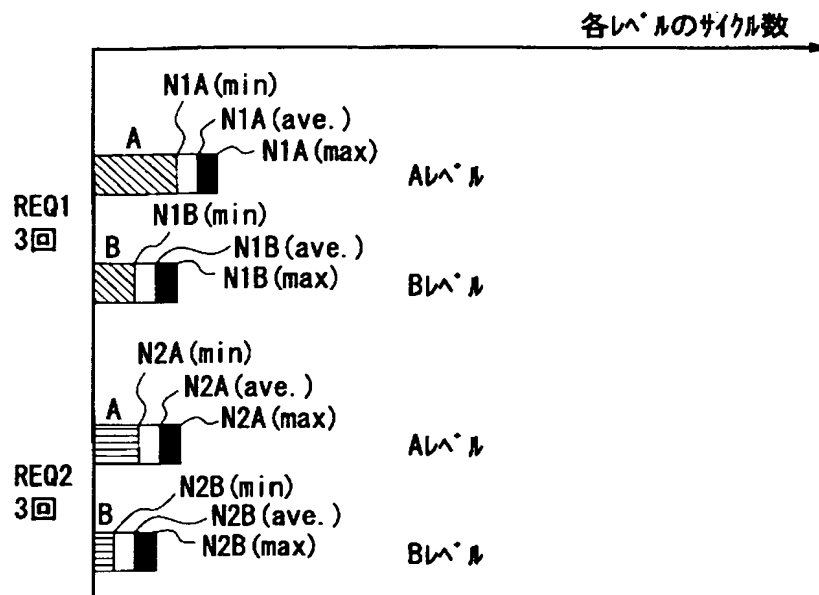 各ﾚﾍﾞﾙのｻｲｸﾙ数
N1A(min)
A
N1A(ave.)
N1A(max)
Aﾚﾍﾞﾙ
REQ1
3回
N1B(min)
B
N1B(ave.)
N1B(max)
Bﾚﾍﾞﾙ
N2A(min)
N2A(ave.)
A
N2A(max)
Aﾚﾍﾞﾙ
REQ2
3回
N2B(min)
B
N2B(ave.)
N2B(max)
Bﾚﾍﾞﾙ